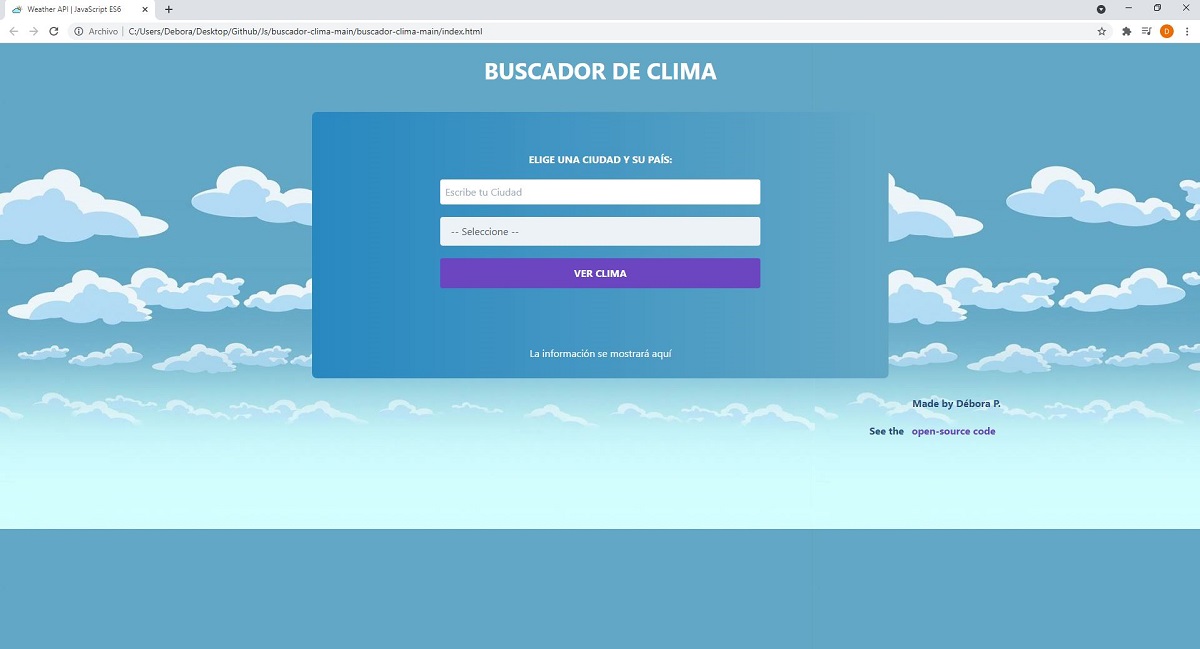 Weather API | JavaScript ES6
Archivo
C:/Users/Debora/Desktop/Github/Js/buscador-clima-main/buscador-clima-main/index.html
D
BUSCADOR DE CLIMA
ELIGE UNA CIUDAD Y SU PAÍS:
Escribe tu Ciudad
-- Seleccione --
VER CLIMA
La información se mostrará aquí
Made by Débora P.
See the open-source code